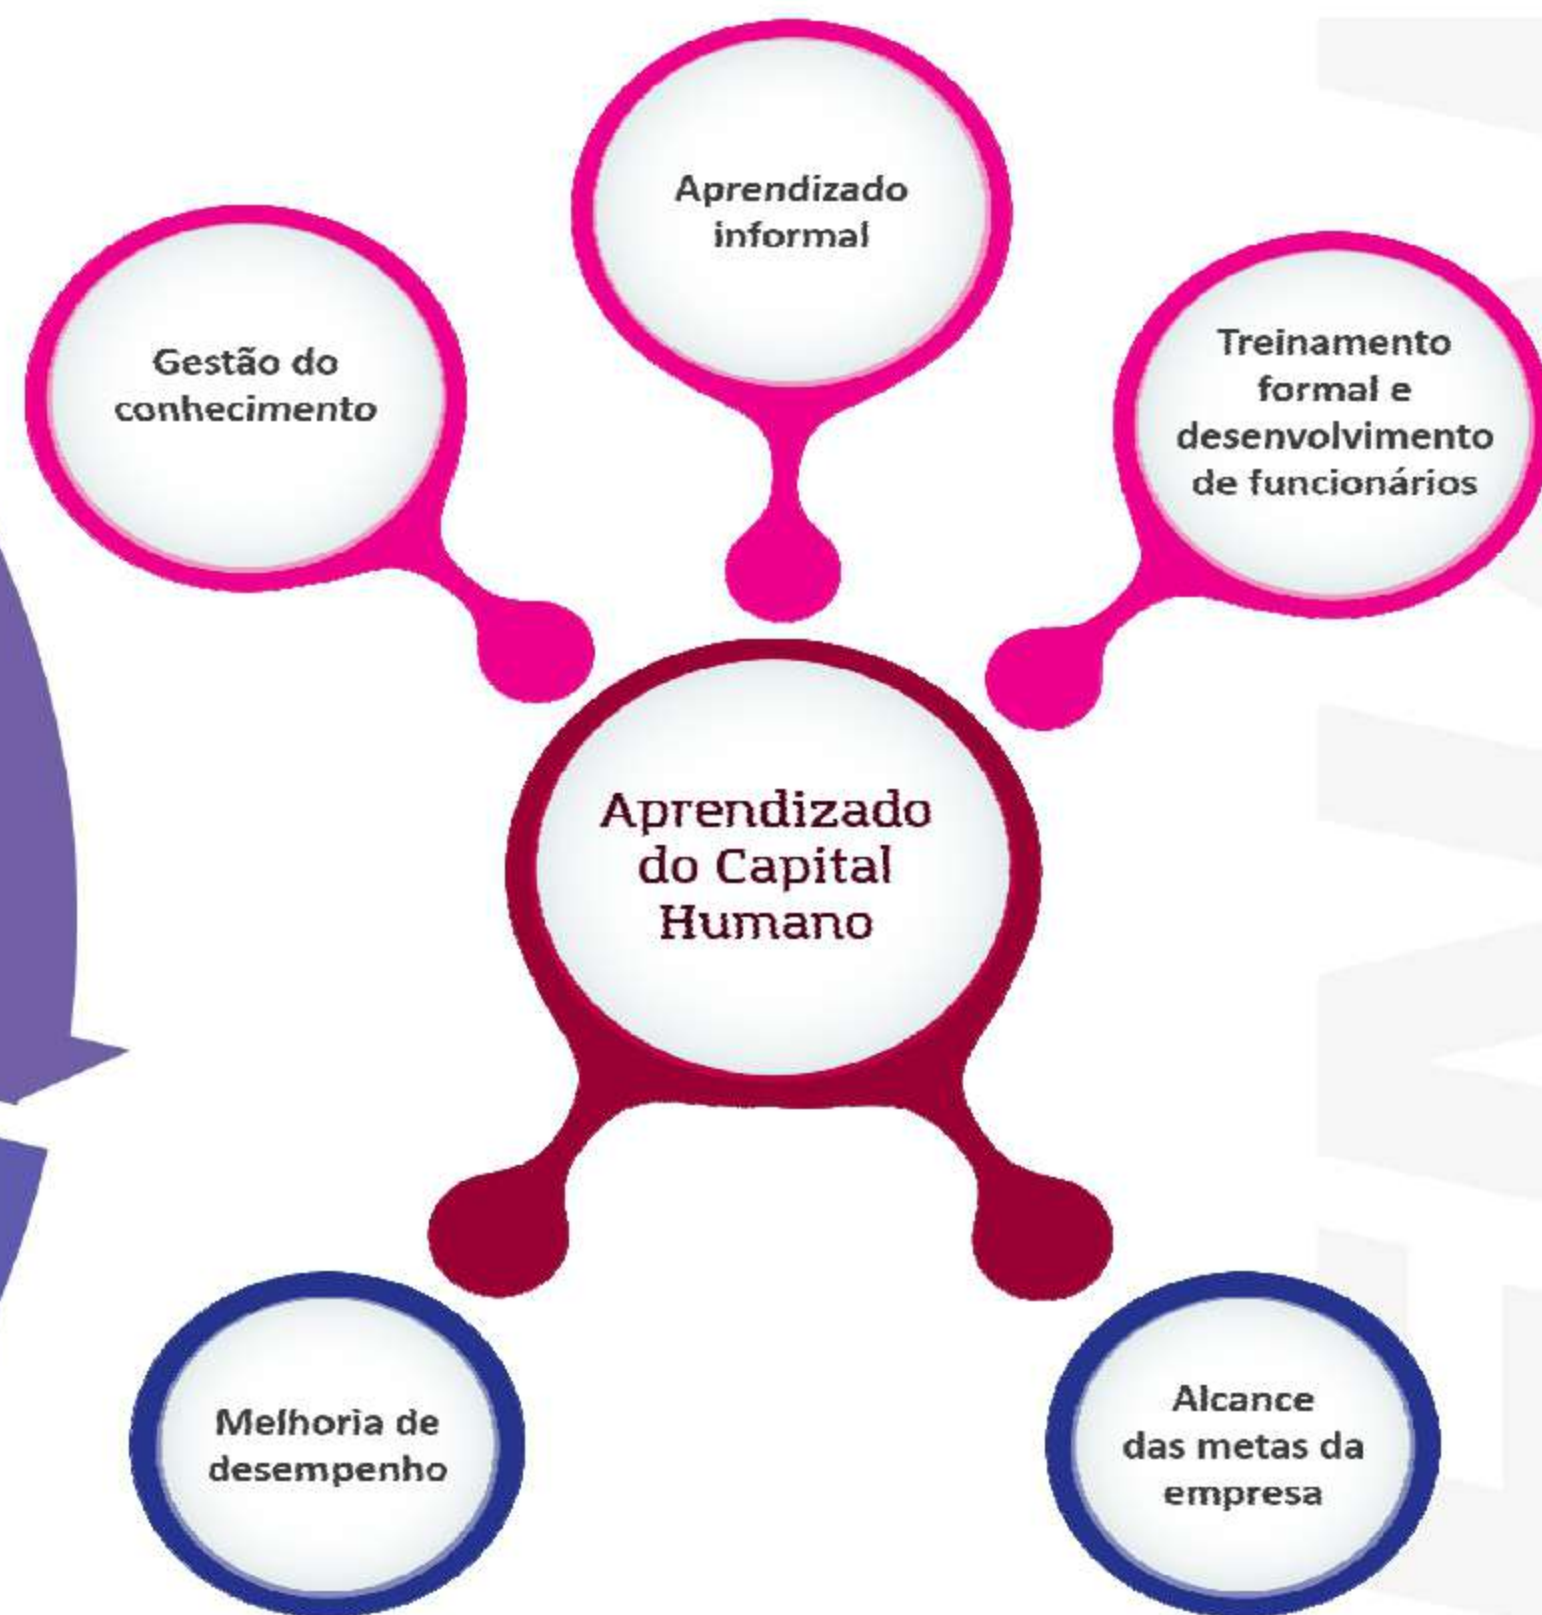 Aprendizado
informal
Gestão do
conhecimento
Treinamento
formal e
desenvolvimento
de funcionários
Aprendizado
do Capital
Humano
Melhoria de
desempenho
Alcance
das metas da
empresa